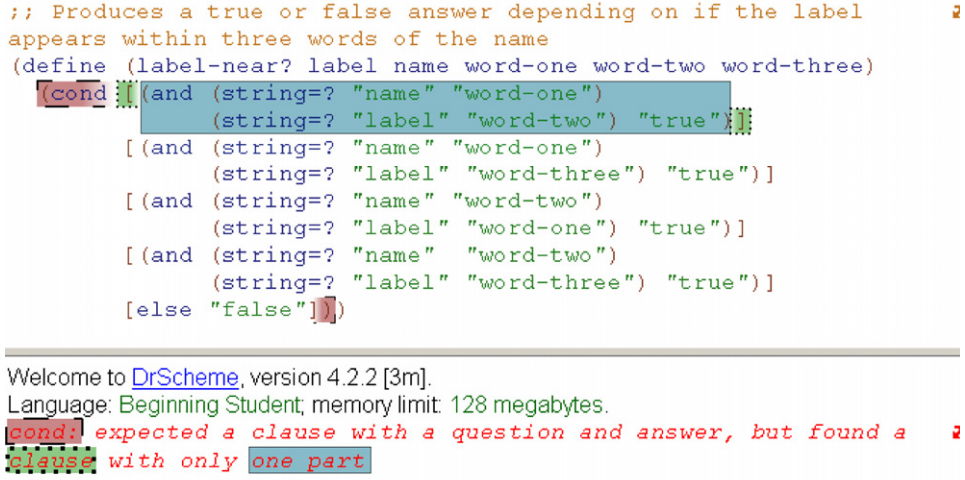 ;; Produces a true or false answer depending on if the label
appears within three words of the name
(define (label-near? label name word-one word-two word-three)
(cond [(and (string=? "name" "word-one")
(string=? "label" "word-two") "true")]
[(and (string=? "name" "word-one")
(string=? "label" "word-three") "true")]
[(and (string=? "name" "word-two")
(string=? "label" "word-one") "true")]
[(and (string=? "name" "word-two")
(string=? "label" "word-three") "true")]
[else "false"]))
Welcome to DrScheme, version 4.2.2 [3m].
Language: Beginning Student; memory limit: 128 megabytes.
cond: expected a clause with a question and answer, but found a
clause with only one part